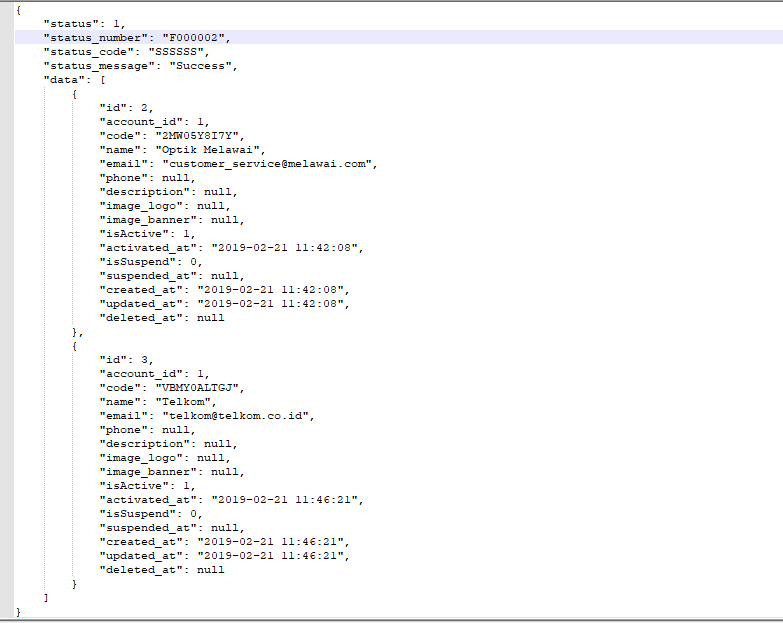 {
    "status": 1,
    "status_number": "F000002",
    "status_code": "SSSSSS",
    "status_message": "Success",
    "data": [
        {
            "id": 2,
            "account_id": 1,
            "code": "2MW05Y8I7Y",
            "name": "Optik Melawai",
            "email": "customer_service@melawai.com",
            "phone": null,
            "description": null,
            "image_logo": null,
            "image_banner": null,
            "isActive": 1,
            "activated_at": "2019-02-21 11:42:08",
            "isSuspend": 0,
            "suspended_at": null,
            "created_at": "2019-02-21 11:42:08",
            "updated_at": "2019-02-21 11:42:08",
            "deleted_at": null
        },
        {
            "id": 3,
            "account_id": 1,
            "code": "VBMY0ALTGJ",
            "name": "Telkom",
            "email": "telkom@telkom.co.id",
            "phone": null,
            "description": null,
            "image_logo": null,
            "image_banner": null,
            "isActive": 1,
            "activated_at": "2019-02-21 11:46:21",
            "isSuspend": 0,
            "suspended_at": null,
            "created_at": "2019-02-21 11:46:21",
            "updated_at": "2019-02-21 11:46:21",
            "deleted_at": null
        }
    ]
}